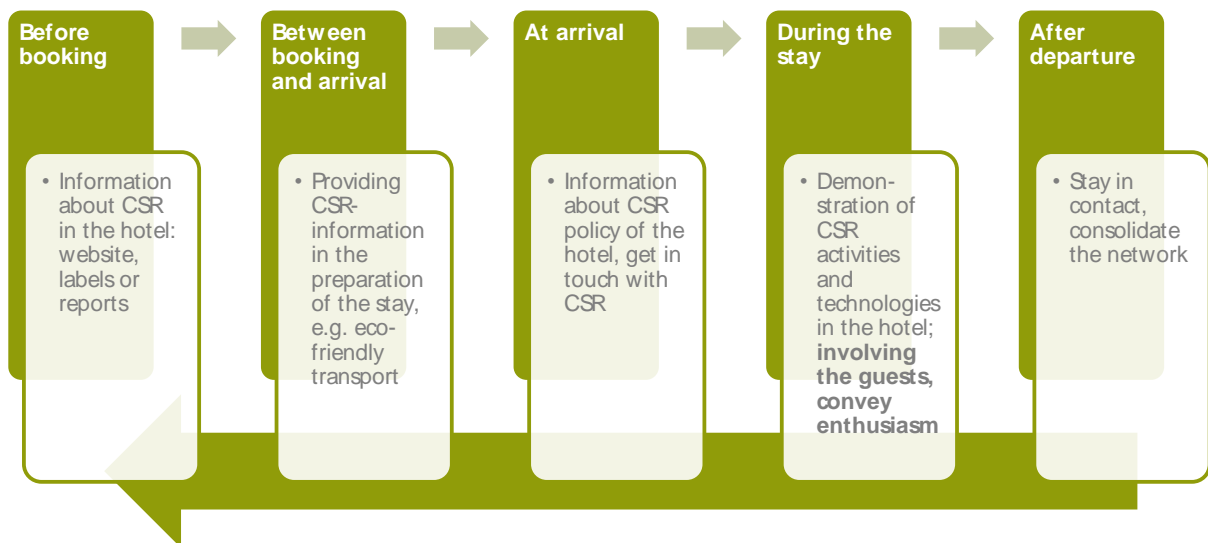 Before
booking
Between
booking
and arrival
At arrival
During the
stay
After
departure
• Information
about CSR
in the hotel:
website,
labels or
reports
• Providing
CSR-
information
in the
preparation
of the stay,
e.g. eco-
friendly
transport
• Information
about CSR
policy of the
hotel, get in
touch with
CSR
• Demon-
stration of
CSR
activities
and
technologies
in the hotel;
involving
the guests,
convey
enthusiasm
• Stay in
contact,
consolidate
the network